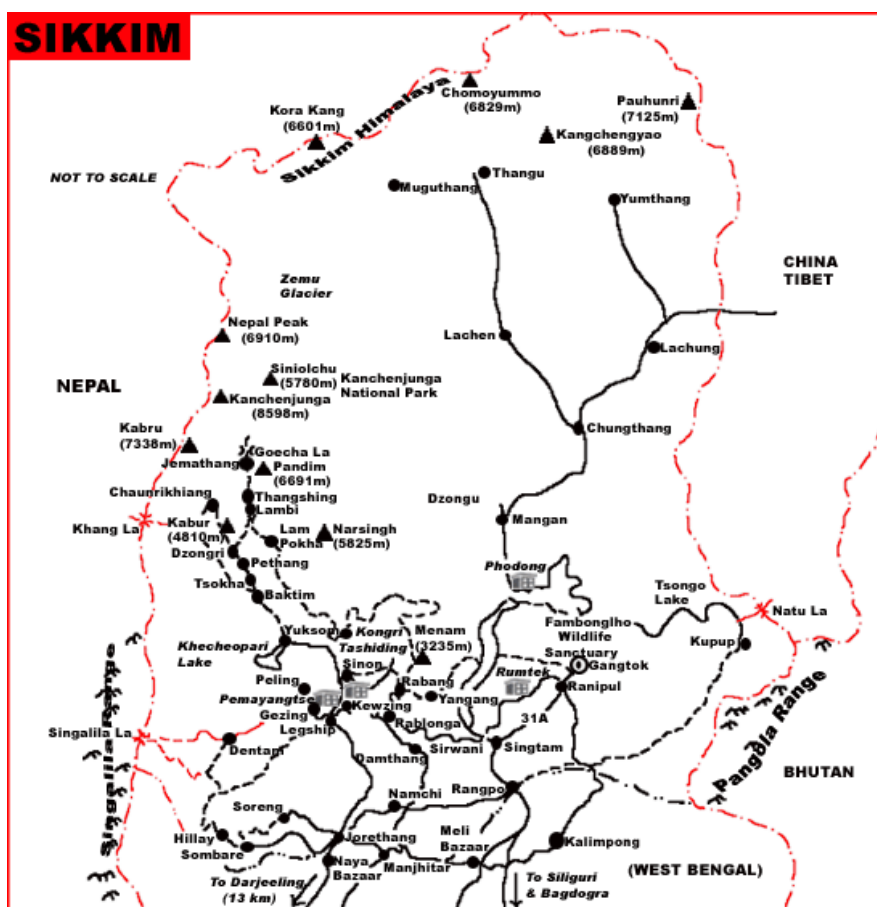 SIKKIM
Chomoyummo
(6829m)
Pauhunri
(7125m)
Kora Kang
(6601m)
Sikkim Himalaya
Kangchengyao
(6889m)
NOT TO SCALE
Thangu
Muguthang
Yumthang
CHINA
TIBET
Zemu
Glacier
Nepal Peak
(6910m)
Lachen
Lachung
Siniolchu
(5780m)
Kanchenjunga
National Park
NEPAL
Kanchenjunga
(8598m)
Kabru
(7338m)
Chungthang
Goecha La
Jemathang
Pandim
(6691m)
Chaunrikhiang
Thangshing
Lambi
Dzongu
Mangan
Khang La
Kabur
(4810m)
Lam
Pokha
Narsingh
(5825m)
Dzongri
Pethang
Phodong
Tsokha
Baktim
Tsongo
Lake
Natu La
Yuksom
Kongri
Tashiding
Menam
(3235m)
Fambonglho
Wildlife
Sanctuary
Kupup
Khecheopari
Lake
Sinon
Gangtok
Peling
Rabang
Rumtek
Ranipul
Pemayangtse
Yangang
Gezing
Kewzing
Legship
Rablonga
31A
Singalila Range
Singalila La
Dentam
Damthang
Sirwani
Singtam
Pangola Range
BHUTAN
Rangpo
Namchi
Soreng
Meli
Bazaar
Hillay
Sombare
Jorethang
Kalimpong
Naya
Bazaar
Manjhitar
(WEST BENGAL)
To Darjeeling
(13 km)
To Siliguri
& Bagdogra